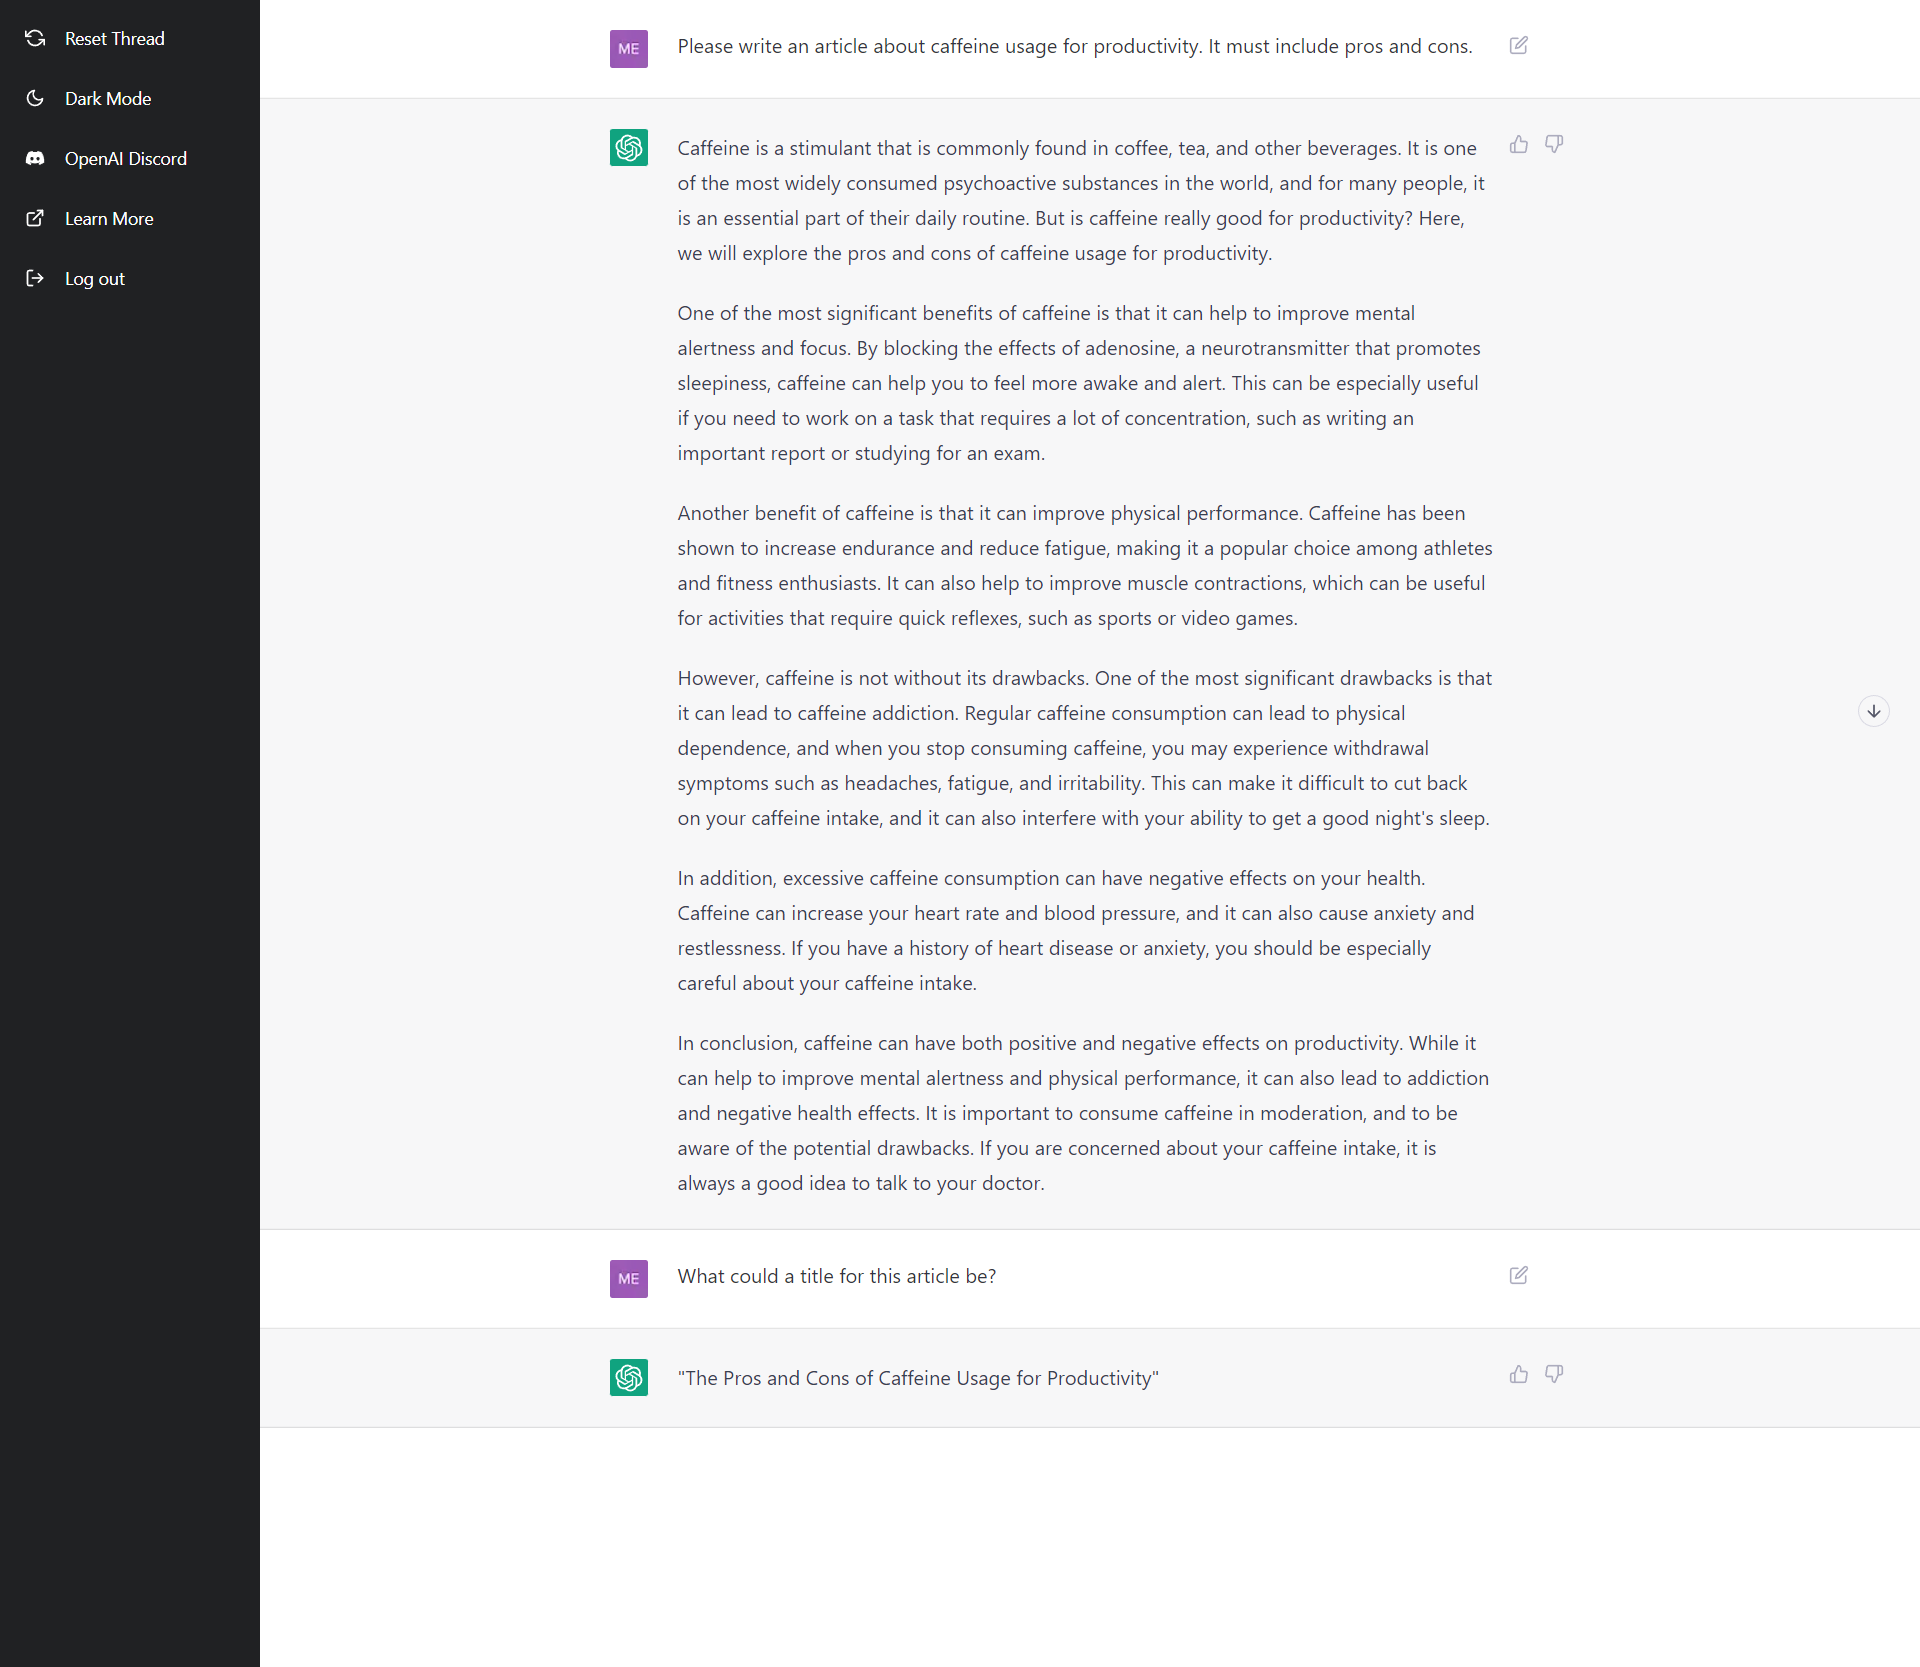 Reset Thread
Dark Mode
OpenAI Discord
Learn More
Log out
ME
Please write an article about caffeine usage for productivity. It must include pros and cons.
Caffeine is a stimulant that is commonly found in coffee, tea, and other beverages. It is one
of the most widely consumed psychoactive substances in the world, and for many people, it
is an essential part of their daily routine. But is caffeine really good for productivity? Here,
we will explore the pros and cons of caffeine usage for productivity.
One of the most significant benefits of caffeine is that it can help to improve mental
alertness and focus. By blocking the effects of adenosine, a neurotransmitter that promotes
sleepiness, caffeine can help you to feel more awake and alert. This can be especially useful
if you need to work on a task that requires a lot of concentration, such as writing an
important report or studying for an exam.
Another benefit of caffeine is that it can improve physical performance. Caffeine has been
shown to increase endurance and reduce fatigue, making it a popular choice among athletes
and fitness enthusiasts. It can also help to improve muscle contractions, which can be useful
for activities that require quick reflexes, such as sports or video games.
However, caffeine is not without its drawbacks. One of the most significant drawbacks is that
it can lead to caffeine addiction. Regular caffeine consumption can lead to physical
dependence, and when you stop consuming caffeine, you may experience withdrawal
symptoms such as headaches, fatigue, and irritability. This can make it difficult to cut back
on your caffeine intake, and it can also interfere with your ability to get a good night's sleep.
In addition, excessive caffeine consumption can have negative effects on your health.
Caffeine can increase your heart rate and blood pressure, and it can also cause anxiety and
restlessness. If you have a history of heart disease or anxiety, you should be especially
careful about your caffeine intake.
In conclusion, caffeine can have both positive and negative effects on productivity. While it
can help to improve mental alertness and physical performance, it can also lead to addiction
and negative health effects. It is important to consume caffeine in moderation, and to be
aware of the potential drawbacks. If you are concerned about your caffeine intake, it is
always a good idea to talk to your doctor.
ME
What could a title for this article be?
"The Pros and Cons of Caffeine Usage for Productivity"